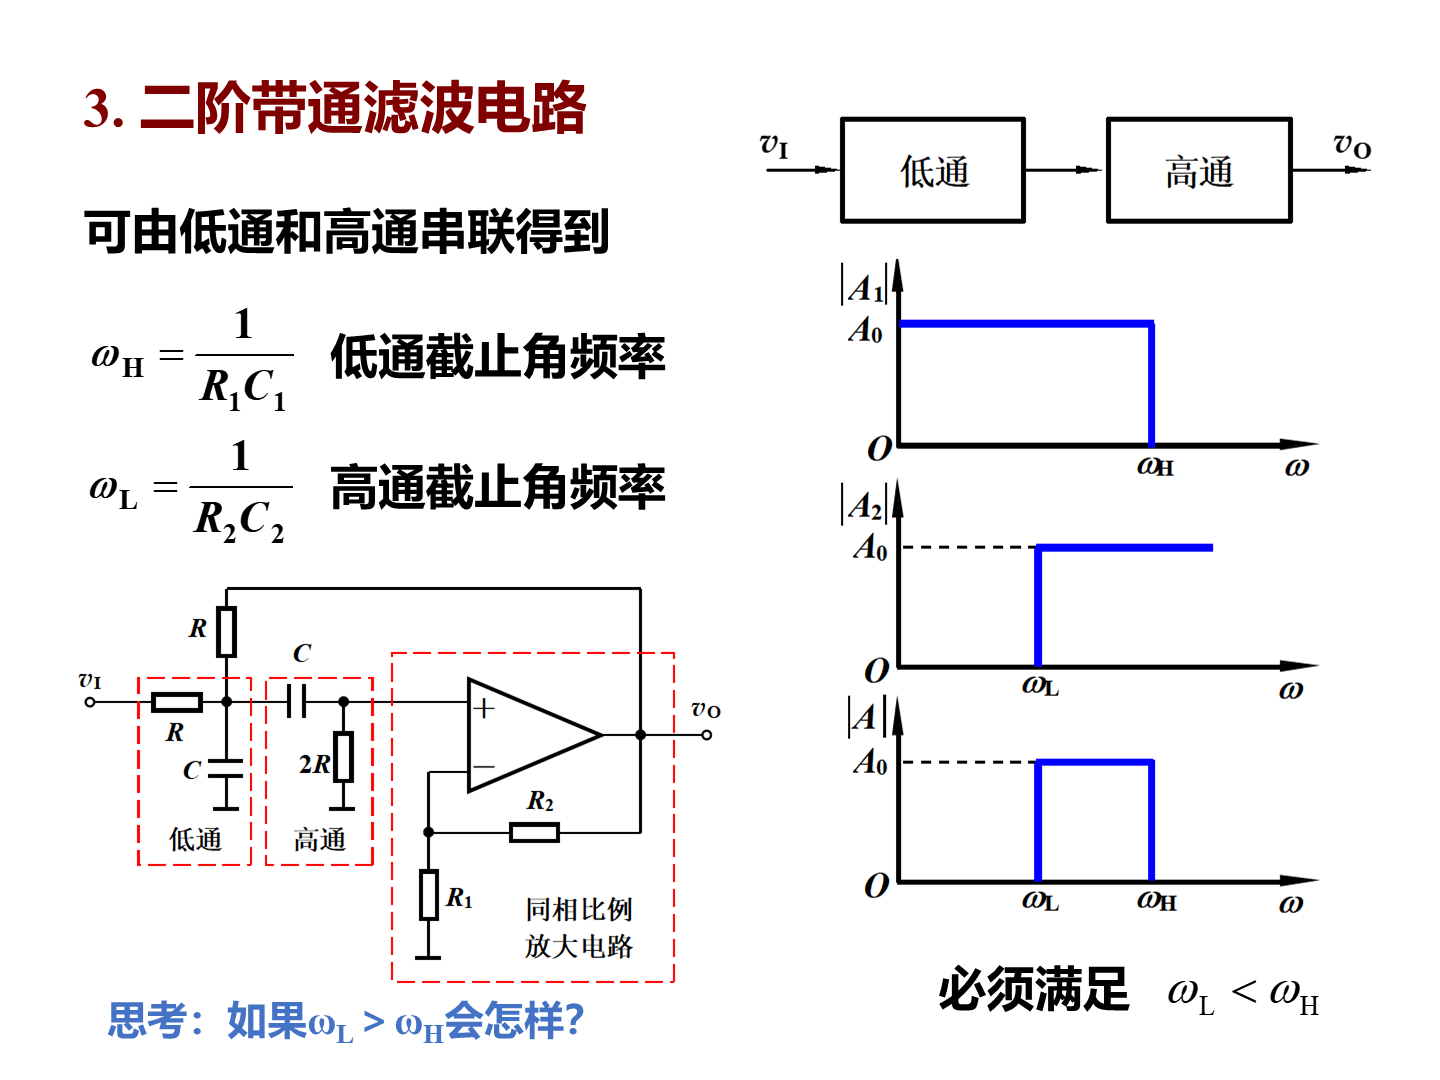 3. 二阶带通滤波电路
可由低通和高通串联得到
ωH = 1/(R1C1) 低通截止角频率
ωL = 1/(R2C2) 高通截止角频率
vI 低通 高通 vO
|A1|
A0
O ωH ω
|A2|
A0
O ωL ω
|A|
A0
O ωL ωH ω
必须满足 ωL < ωH
R
C
vI
R
C
2R
低通
高通
+
−
vO
R2
R1
同相比例
放大电路
思考：如果ωL > ωH会怎样?